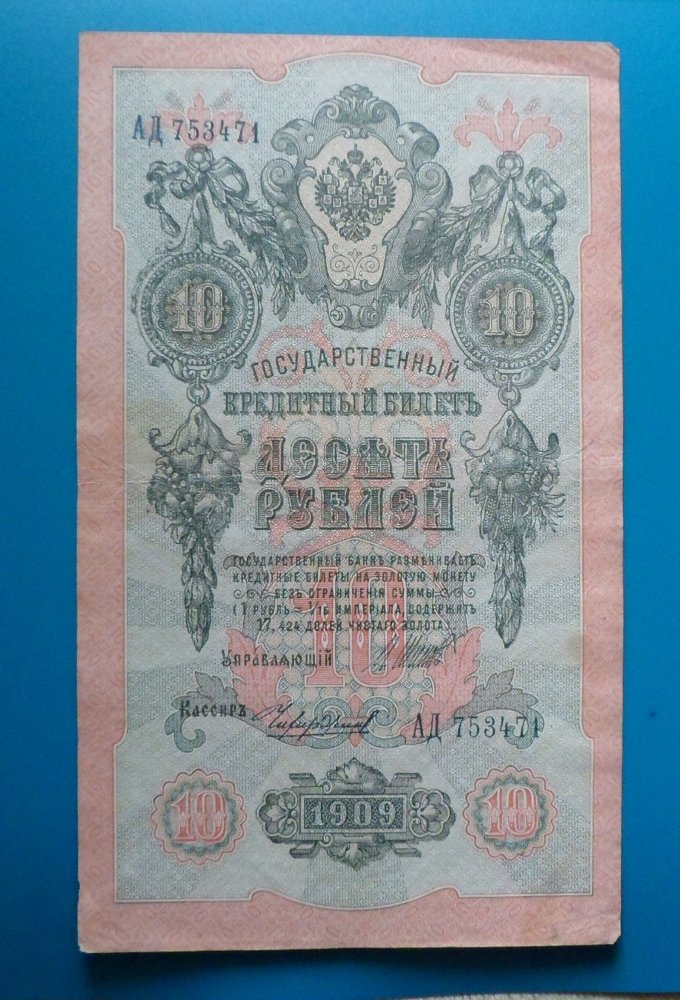 АД 753471
10 10
ГОСУДАРСТВЕННЫЙ
КРЕДИТНЫЙ БИЛЕТЪ
ДЕСЯТЬ
РУБЛЕЙ
ГОСУДАРСТВЕННЫЙ БАНКЪ РАЗМѢНИВАЕТЪ
КРЕДИТНЫЕ БИЛЕТЫ НА ЗОЛОТУЮ МОНЕТУ
БЕЗЪ ОГРАНИЧЕНІЯ СУММЫ
(1 РУБЛЬ = 1/15 ИМПЕРІАЛА, СОДЕРЖИТЪ
17,424 ДОЛЕЙ ЧИСТАГО ЗОЛОТА).
10
УПРАВЛЯЮЩІЙ
Кассиръ
АД 753471
10 1909 10